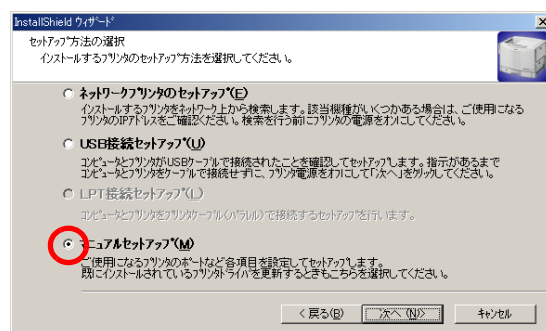 InstallShield ウィザード
セットアップ方法の選択
インストールするプリンタのセットアップ方法を選択してください。
ネットワークプリンタのセットアップ(E)
インストールするプリンタをネットワーク上から検索します。該当機種がいくつかある場合は、ご使用になる
プリンタのIPアドレスをご確認ください。検索を行う前にプリンタの電源をオンにしてください。
USB接続セットアップ(U)
コンピュータとプリンタがUSBケーブルで接続されたことを確認してセットアップします。指示があるまで
コンピュータとプリンタをケーブルで接続せずに、プリンタ電源をオフにして「次へ」をクリックしてください。
LPT接続セットアップ(L)
コンピュータとプリンタをプリンタケーブル(パラレル)で接続するセットアップを行います。
マニュアルセットアップ(M)
ご使用になるプリンタのポートなど各項目を設定してセットアップします。
既にインストールされているプリンタドライバを更新するときもこちらを選択してください。
< 戻る(B)
次へ (N)>
キャンセル